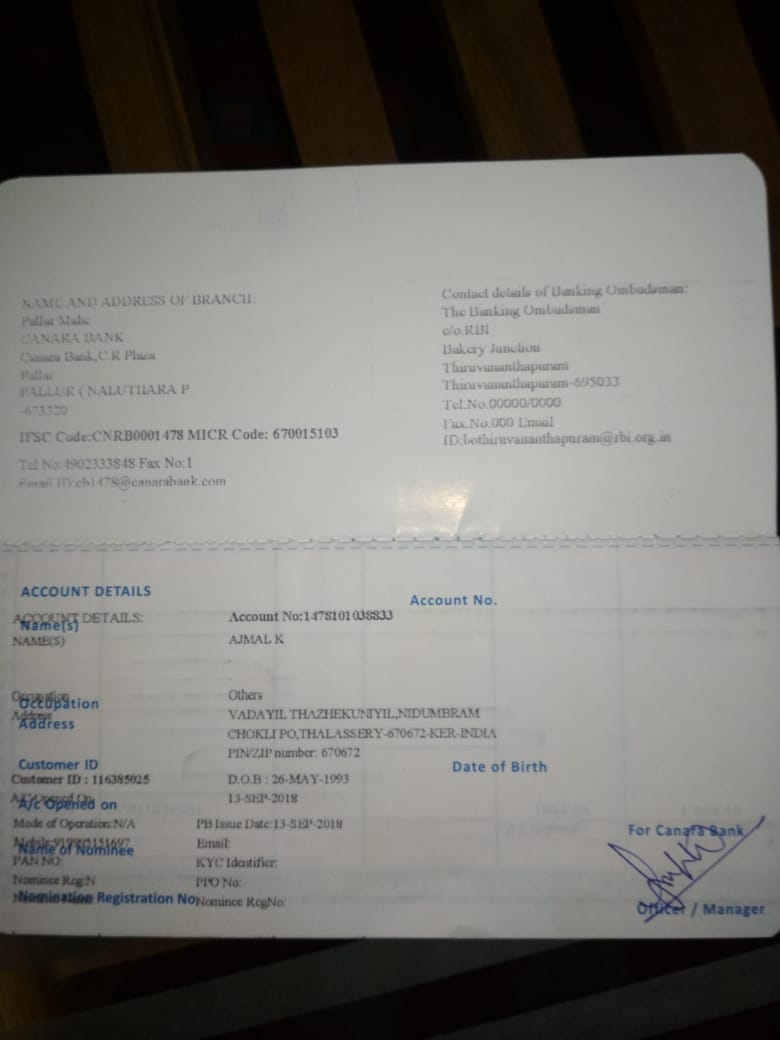 NAME AND ADDRESS OF BRANCH:
Pallur Mahe
CANARA BANK
Canara Bank,C R Plaza
Pallur
PALLUR ( NALUTHARA P
-673320
IFSC Code:CNRB0001478 MICR Code: 670015103
Tel No:4902333848 Fax No:1
Email ID:cb1478@canarabank.com
Contact details of Banking Ombudsman:
The Banking Ombudsman
c/o.RBI
Bakery Junction
Thiruvananthapuram
Thiruvananthapuram-695033
Tel.No.00000/0000
Fax.No.000 Email
ID:bothiruvananthapuram@rbi.org.in
ACCOUNT DETAILS
Account No.
ACCOUNT DETAILS: Account No:1478101038833
Name(s)
NAME(S) AJMAL K
Occupation Others
Occupation
Address VADAYIL THAZHEKUNIYIL,NIDUMBRAM
Address CHOKLI PO,THALASSERY-670672-KER-INDIA
PIN/ZIP number: 670672
Customer ID Date of Birth
Customer ID : 116385025 D.O.B : 26-MAY-1993
A/C Opened On 13-SEP-2018
A/c Opened on
Mode of Operation:N/A PB Issue Date:13-SEP-2018
For Canara Bank
Email:
Name of Nominee
PAN NO: KYC Identifier:
Nominee Reg:N PPO No:
Nomination Registration No Nominee RegNo:
Officer / Manager